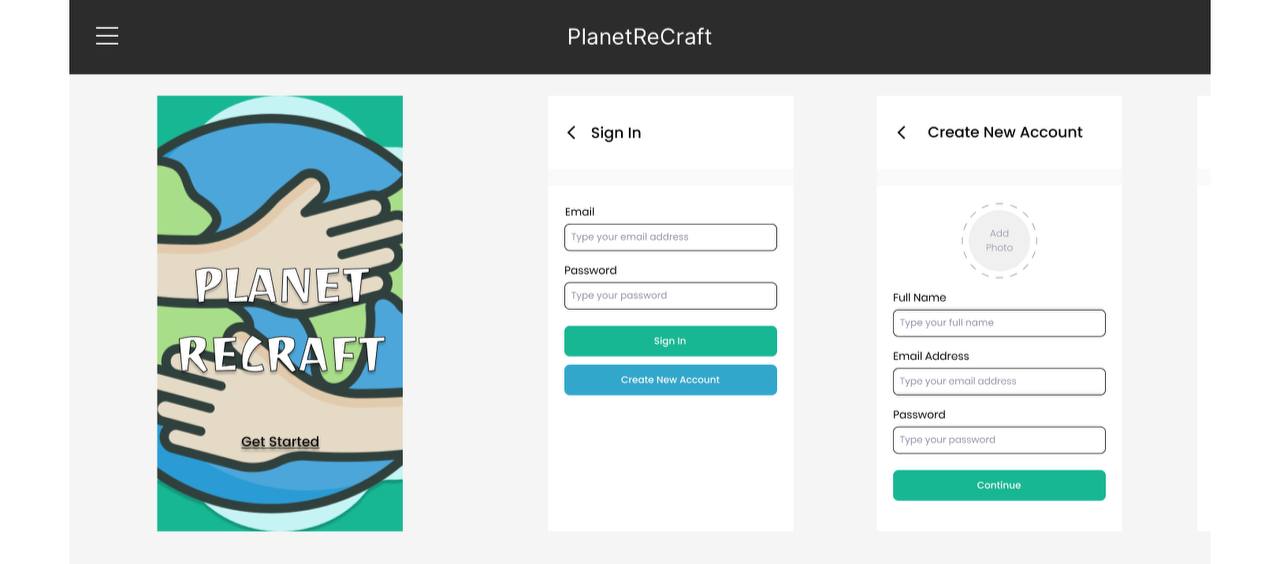 PlanetReCraft
PLANET
RECRAFT
Get Started
Sign In
Email
Type your email address
Password
Type your password
Sign In
Create New Account
Create New Account
Add
Photo
Full Name
Type your full name
Email Address
Type your email address
Password
Type your password
Continue